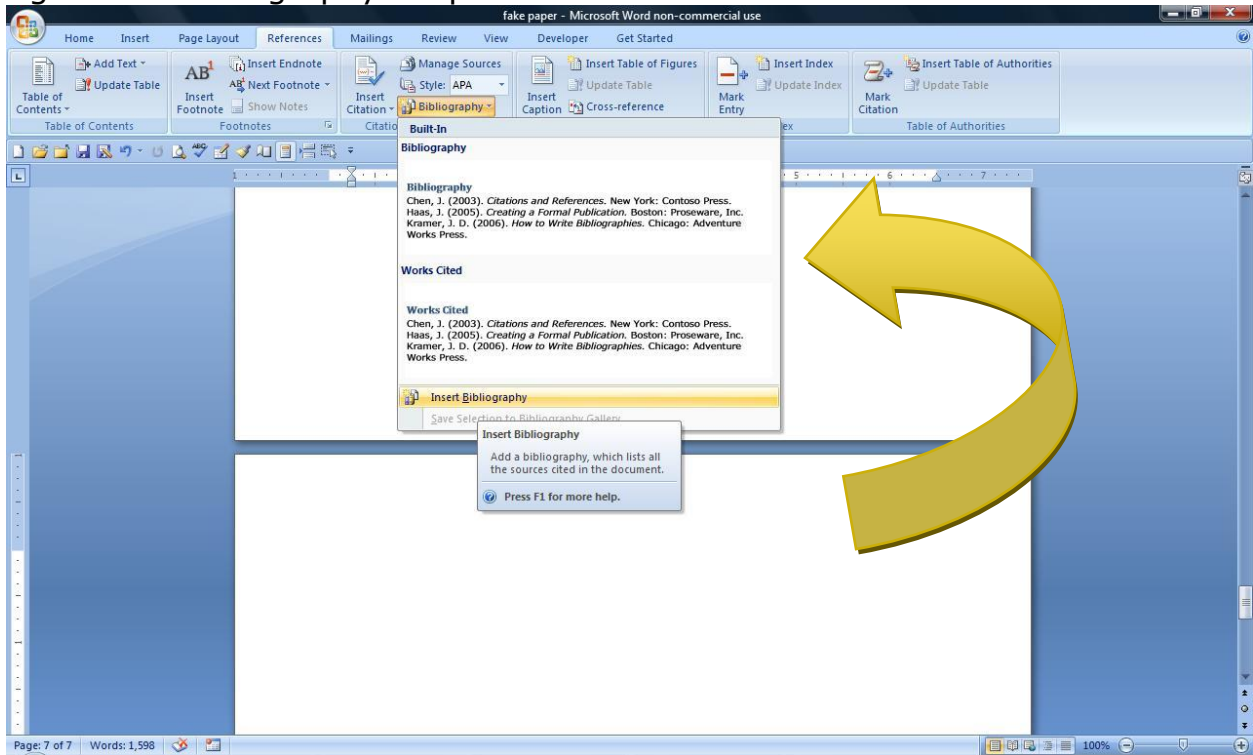 fake paper - Microsoft Word non-commercial use
Home Insert Page Layout References Mailings Review View Developer Get Started
Table of Contents
Add Text
Update Table
Table of Contents
AB1 Insert Footnote
Insert Endnote
Next Footnote
Show Notes
Footnotes
Insert Citation
Manage Sources
Style: APA
Bibliography
Insert Caption
Insert Table of Figures
Update Table
Cross-reference
Mark Entry
Insert Index
Update Index
Mark Citation
Insert Table of Authorities
Update Table
Table of Authorities
Built-In
Bibliography
Bibliography
Chen, J. (2003). Citations and References. New York: Contoso Press.
Haas, J. (2005). Creating a Formal Publication. Boston: Proseware, Inc.
Kramer, J. D. (2006). How to Write Bibliographies. Chicago: Adventure
Works Press.
Works Cited
Works Cited
Chen, J. (2003). Citations and References. New York: Contoso Press.
Haas, J. (2005). Creating a Formal Publication. Boston: Proseware, Inc.
Kramer, J. D. (2006). How to Write Bibliographies. Chicago: Adventure
Works Press.
Insert Bibliography
Save Selection to Bibliography Gallery
Insert Bibliography
Add a bibliography, which lists all
the sources cited in the document.
Press F1 for more help.
1 5 6 7
Page: 7 of 7 Words: 1,598 100%